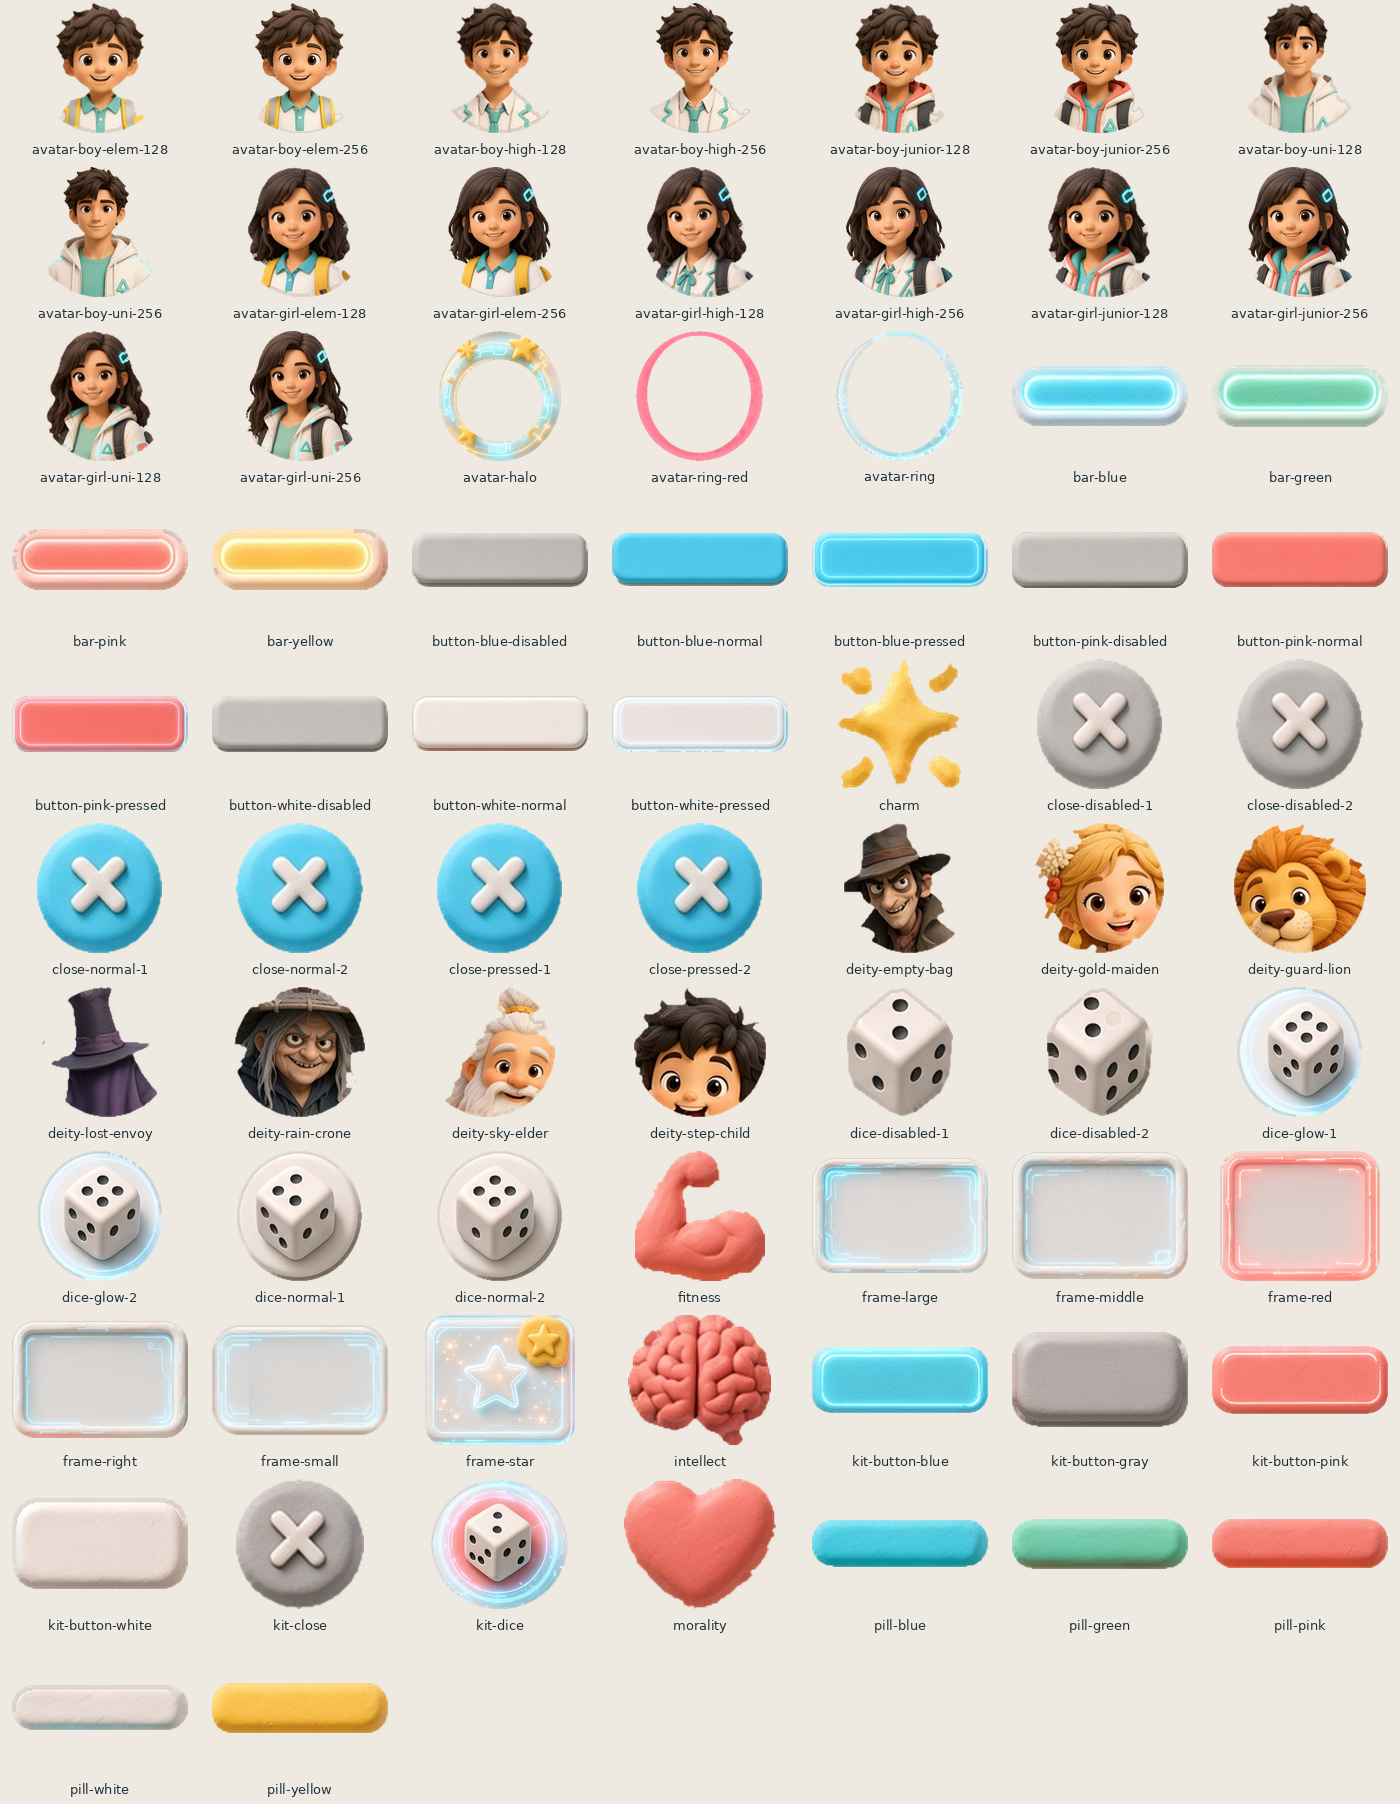 avatar-boy-elem-128
avatar-boy-elem-256
avatar-boy-high-128
avatar-boy-high-256
avatar-boy-junior-128
avatar-boy-junior-256
avatar-boy-uni-128
avatar-boy-uni-256
avatar-girl-elem-128
avatar-girl-elem-256
avatar-girl-high-128
avatar-girl-high-256
avatar-girl-junior-128
avatar-girl-junior-256
avatar-girl-uni-128
avatar-girl-uni-256
avatar-halo
avatar-ring-red
avatar-ring
bar-blue
bar-green
bar-pink
bar-yellow
button-blue-disabled
button-blue-normal
button-blue-pressed
button-pink-disabled
button-pink-normal
button-pink-pressed
button-white-disabled
button-white-normal
button-white-pressed
charm
close-disabled-1
close-disabled-2
close-normal-1
close-normal-2
close-pressed-1
close-pressed-2
deity-empty-bag
deity-gold-maiden
deity-guard-lion
deity-lost-envoy
deity-rain-crone
deity-sky-elder
deity-step-child
dice-disabled-1
dice-disabled-2
dice-glow-1
dice-glow-2
dice-normal-1
dice-normal-2
fitness
frame-large
frame-middle
frame-red
frame-right
frame-small
frame-star
intellect
kit-button-blue
kit-button-gray
kit-button-pink
kit-button-white
kit-close
kit-dice
morality
pill-blue
pill-green
pill-pink
pill-white
pill-yellow